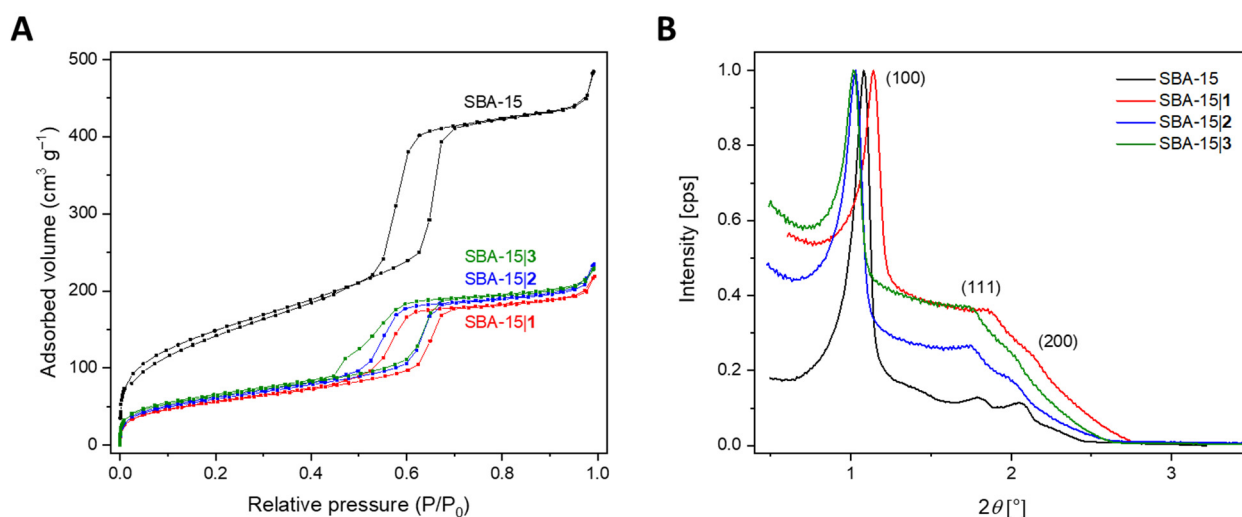 A
500
400
300
200
100
0
0.0 0.2 0.4 0.6 0.8 1.0
Adsorbed volume (cm³ g⁻¹)
Relative pressure (P/P₀)
SBA-15
SBA-15|3
SBA-15|2
SBA-15|1
B
1.0
0.8
0.6
0.4
0.2
0.0
1 2 3
Intensity [cps]
2θ [°]
(100)
(111)
(200)
SBA-15
SBA-15|1
SBA-15|2
SBA-15|3